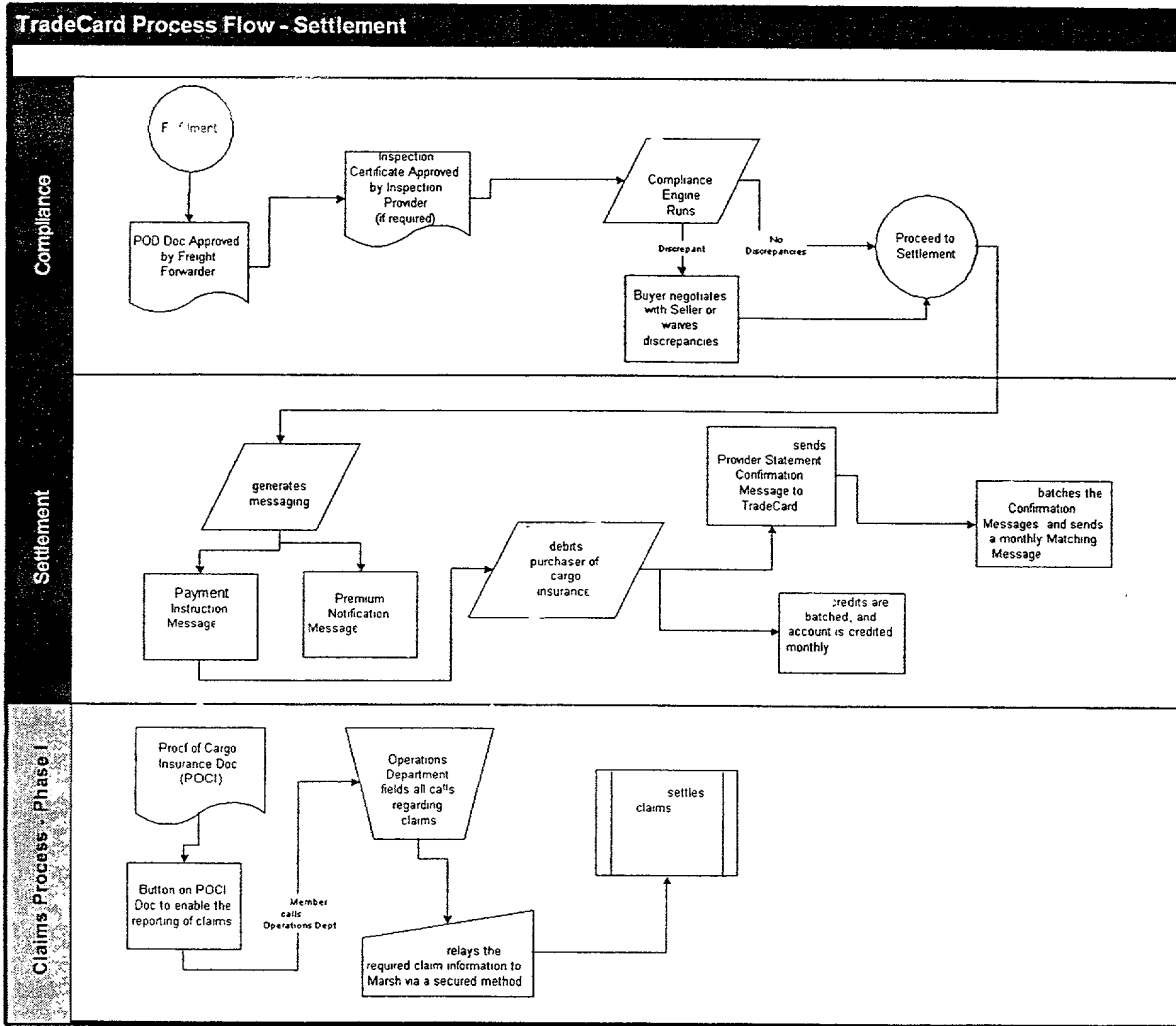 TradeCard Process Flow - Settlement
Compliance
POD Doc Approved
by Freight
Forwarder
Inspection
Certificate Approved
by Inspection
Provider
(if required)
Compliance
Engine
Runs
Discrepant
No
Discrepancies
Buyer negotiates
with Seller or
waives
discrepancies
Proceed to
Settlement
Settlement
generates
messaging
Payment
Instruction
Message
Premium
Notification
Message
debits
purchaser of
cargo
insurance
sends
Provider Statement
Confirmation
Message to
TradeCard
batches the
Confirmation
Messages and sends
a monthly Matching
Message
credits are
batched, and
account is credited
monthly
Claims Process - Phase I
Proof of Cargo
Insurance Doc
(POCI)
Button on POCI
Doc to enable the
reporting of claims
Member
calls
Operations Dept
Operations
Department
fields all calls
regarding
claims
relays the
required claim information to
Marsh via a secured method
settles
claims